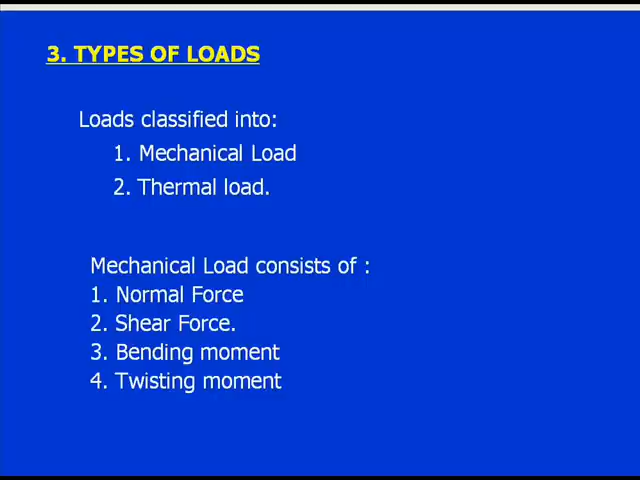 3. TYPES OF LOADS
Loads classified into:
1. Mechanical Load
2. Thermal load.
Mechanical Load consists of :
1. Normal Force
2. Shear Force.
3. Bending moment
4. Twisting moment